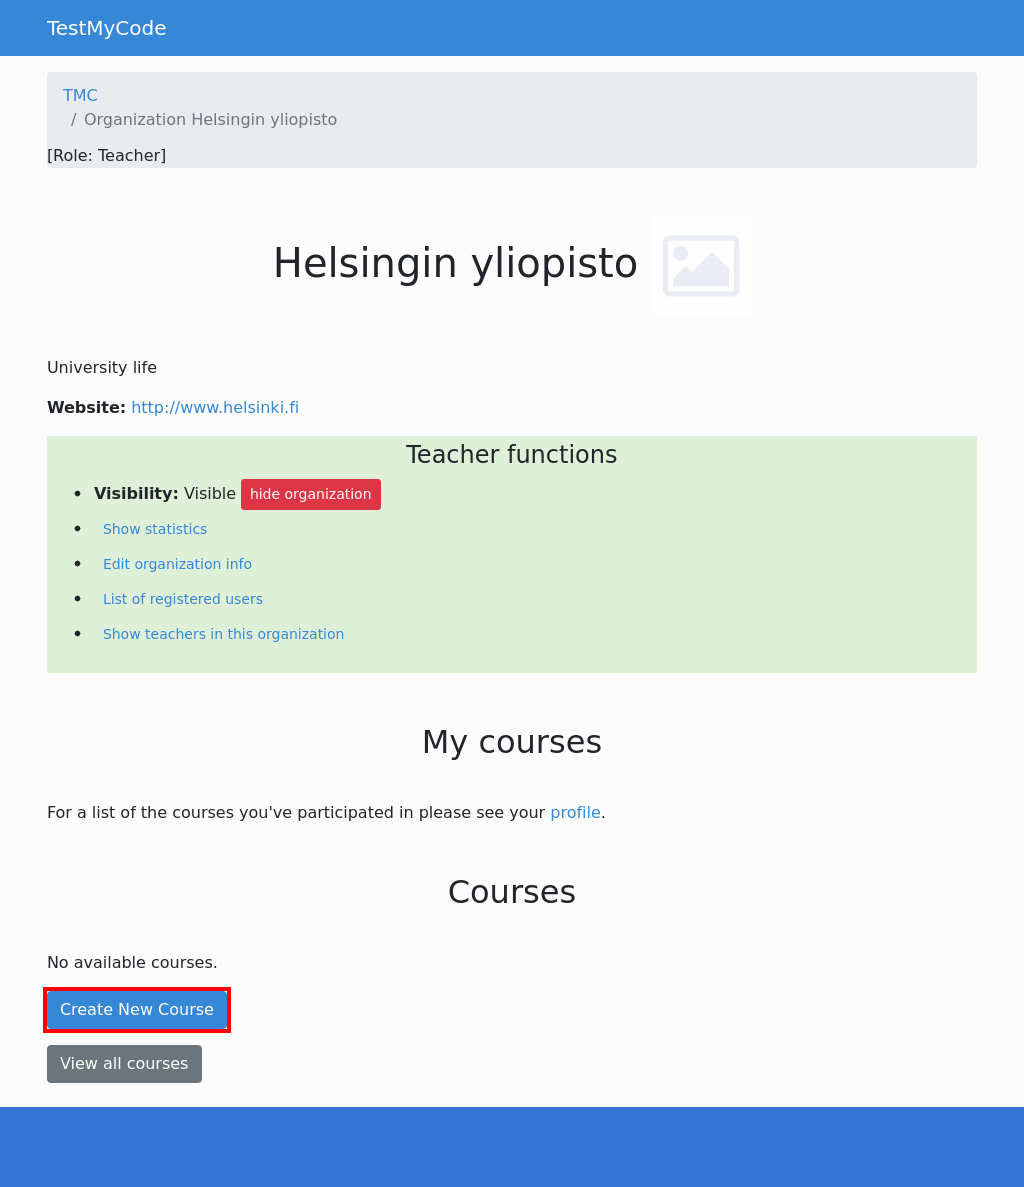 TestMyCode
TMC
/ Organization Helsingin yliopisto
[Role: Teacher]
Helsingin yliopisto
University life
Website: http://www.helsinki.fi
Teacher functions
• Visibility: Visible hide organization
• Show statistics
• Edit organization info
• List of registered users
• Show teachers in this organization
My courses
For a list of the courses you've participated in please see your profile.
Courses
No available courses.
Create New Course
View all courses